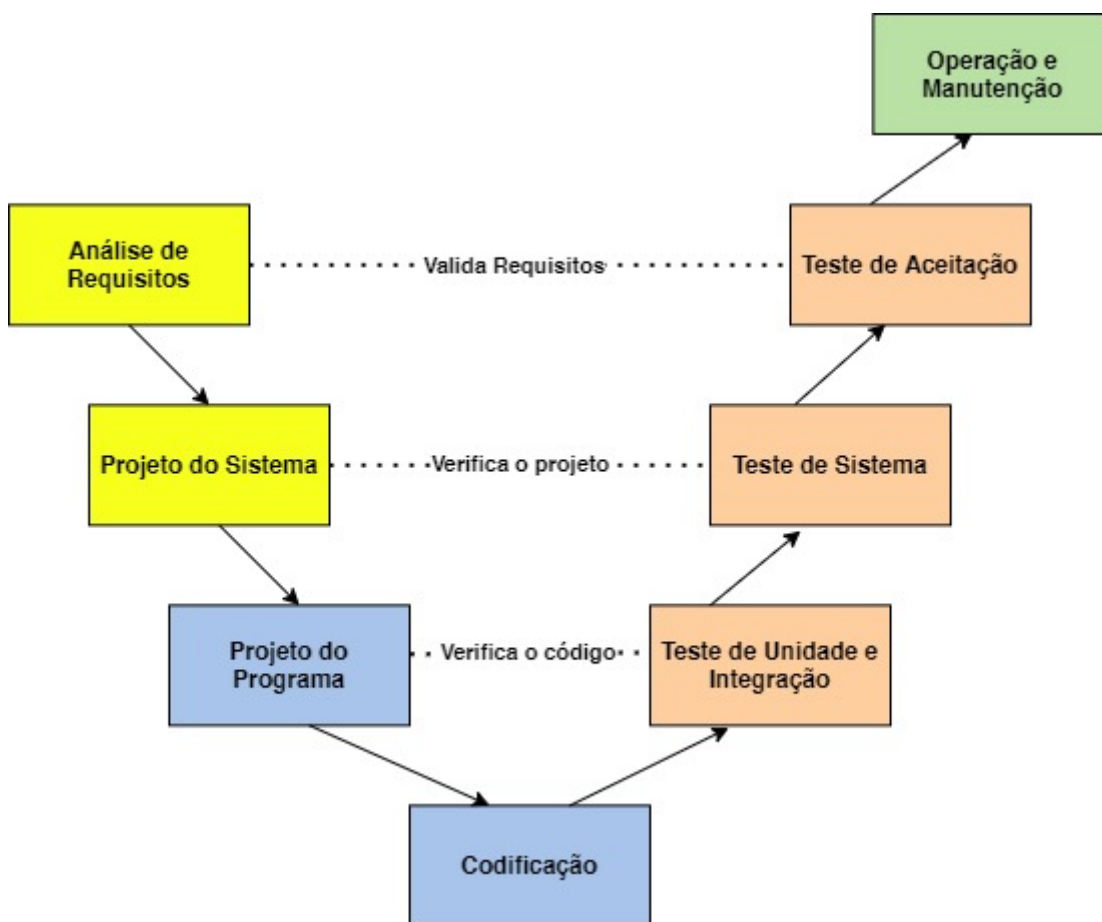 Operação e
Manutenção
Análise de
Requisitos
Valida Requisitos
Teste de Aceitação
Projeto do Sistema
Verifica o projeto
Teste de Sistema
Projeto do
Programa
Verifica o código
Teste de Unidade e
Integração
Codificação